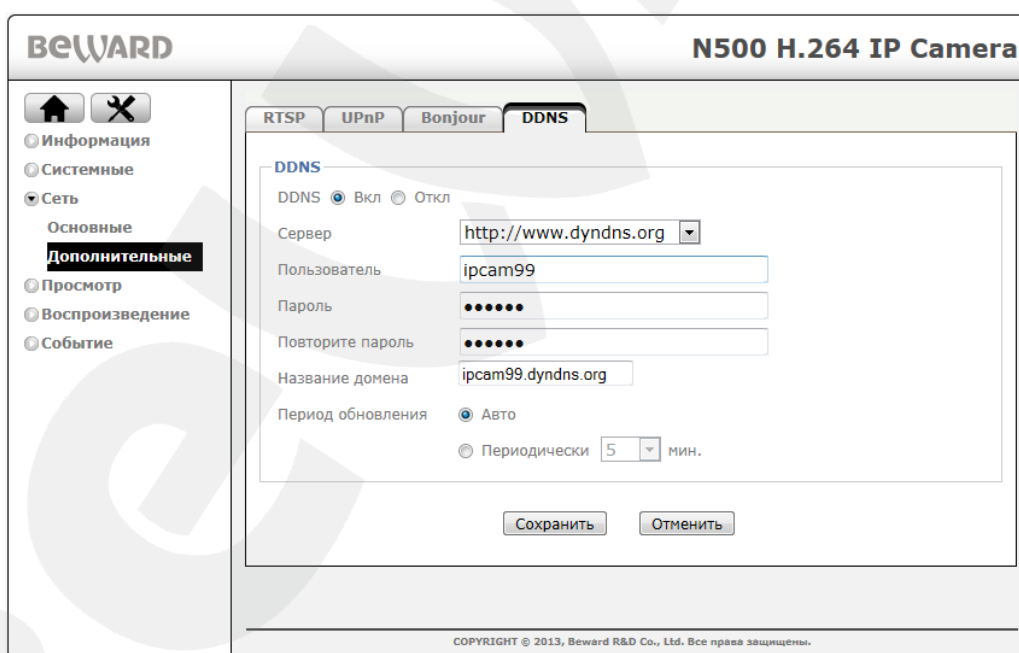 BEWARD
N500 H.264 IP Camera
Информация
Системные
Сеть
Основные
Дополнительные
Просмотр
Воспроизведение
Событие
RTSP UPnP Bonjour DDNS
DDNS
DDNS Вкл Откл
Сервер http://www.dyndns.org
Пользователь ipcam99
Пароль ••••••
Повторите пароль ••••••
Название домена ipcam99.dyndns.org
Период обновления Авто
Периодически 5 мин.
Сохранить Отменить
COPYRIGHT © 2013, Beward R&D Co., Ltd. Все права защищены.